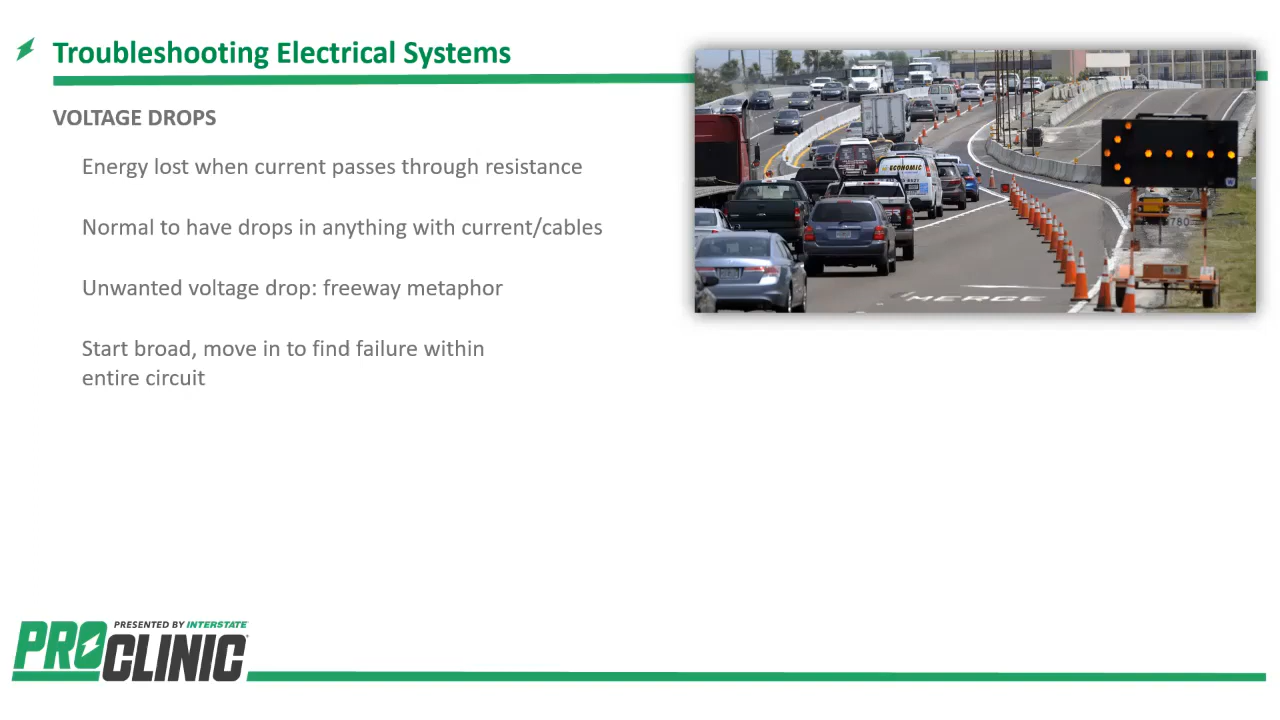 Troubleshooting Electrical Systems
VOLTAGE DROPS
Energy lost when current passes through resistance
Normal to have drops in anything with current/cables
Unwanted voltage drop: freeway metaphor
Start broad, move in to find failure within
entire circuit
ECONOMIC
MERGE
PRESENTED BY INTERSTATE
PROCLINIC